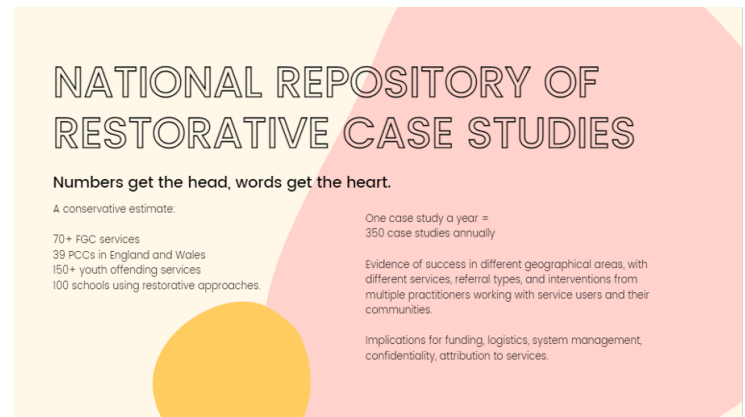 NATIONAL REPOSITORY OF
RESTORATIVE CASE STUDIES
Numbers get the head, words get the heart.
A conservative estimate:
70+ FGC services
39 PCCs in England and Wales
150+ youth offending services
100 schools using restorative approaches.
One case study a year =
350 case studies annually
Evidence of success in different geographical areas, with
different services, referral types, and interventions from
multiple practitioners working with service users and their
communities.
Implications for funding, logistics, system management,
confidentiality, attribution to services.